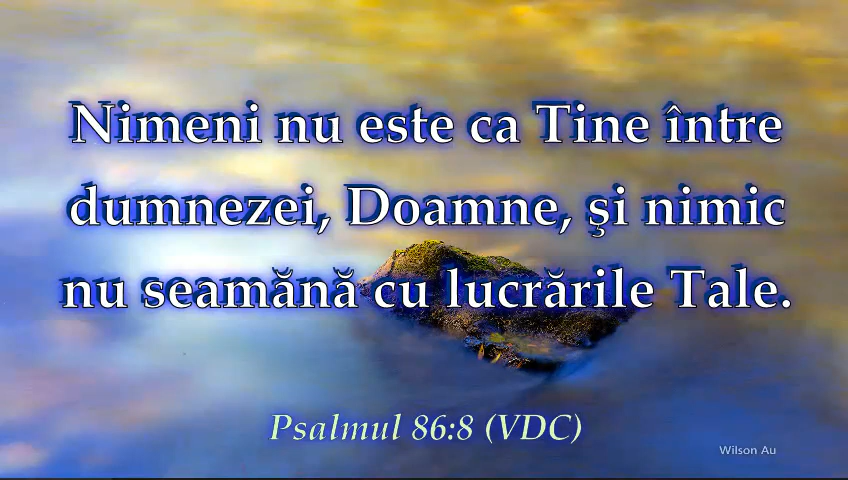 Nimeni nu este ca Tine între
dumnezei, Doamne, şi nimic
nu seamănă cu lucrările Tale.
Psalmul 86:8 (VDC)
Wilson Au